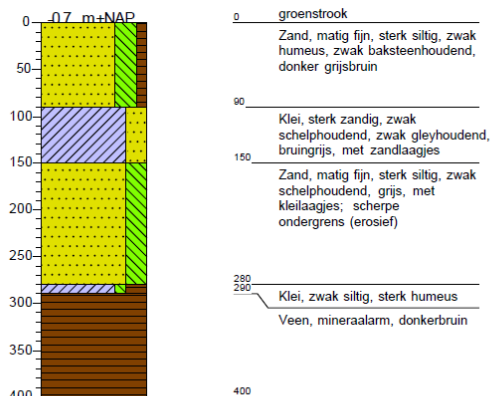 0
-0.7 m+NAP
50
100
150
200
250
300
350
400
0
groenstrook
Zand, matig fijn, sterk siltig, zwak
humeus, zwak baksteenhoudend,
donker grijsbruin
90
Klei, sterk zandig, zwak
schelphoudend, zwak gleyhoudend,
bruingrijs, met zandlaagjes
150
Zand, matig fijn, sterk siltig, zwak
schelphoudend, grijs, met
kleilaagjes; scherpe
ondergrens (erosief)
280
290
Klei, zwak siltig, sterk humeus
Veen, mineraalarm, donkerbruin
400